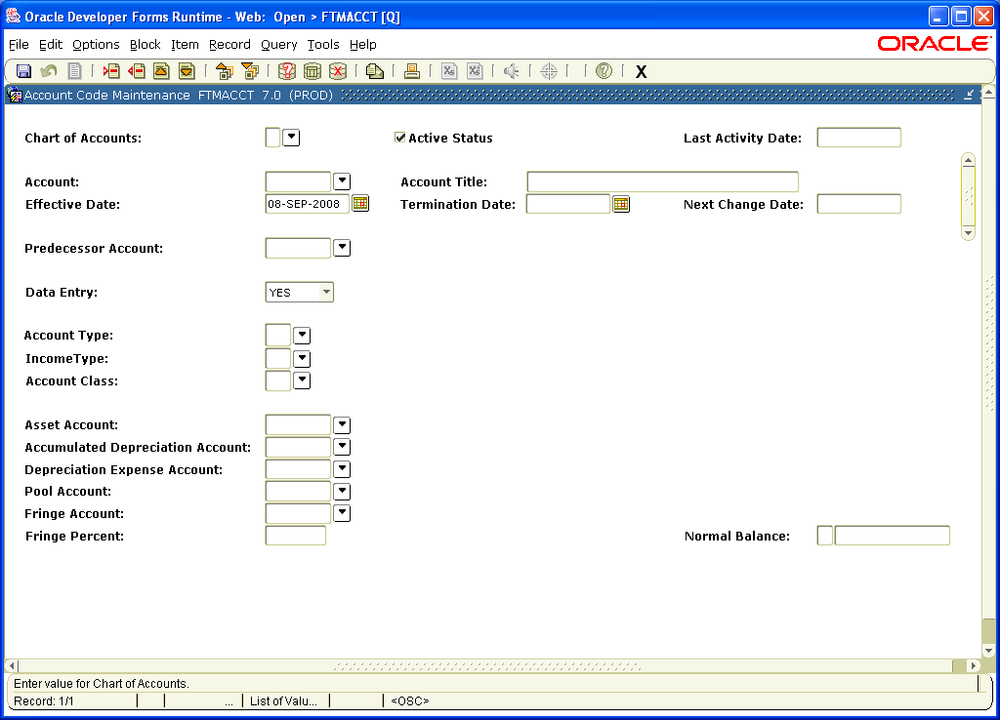 Oracle Developer Forms Runtime - Web: Open > FTMACCT [Q]
File Edit Options Block Item Record Query Tools Help
ORACLE
X
Account Code Maintenance FTMACCT 7.0 (PROD)
Chart of Accounts: Active Status Last Activity Date:
Account: Account Title:
Effective Date: 08-SEP-2008 Termination Date: Next Change Date:
Predecessor Account:
Data Entry: YES
Account Type:
IncomeType:
Account Class:
Asset Account:
Accumulated Depreciation Account:
Depreciation Expense Account:
Pool Account:
Fringe Account:
Fringe Percent: Normal Balance:
Enter value for Chart of Accounts.
Record: 1/1 ... List of Valu... <OSC>